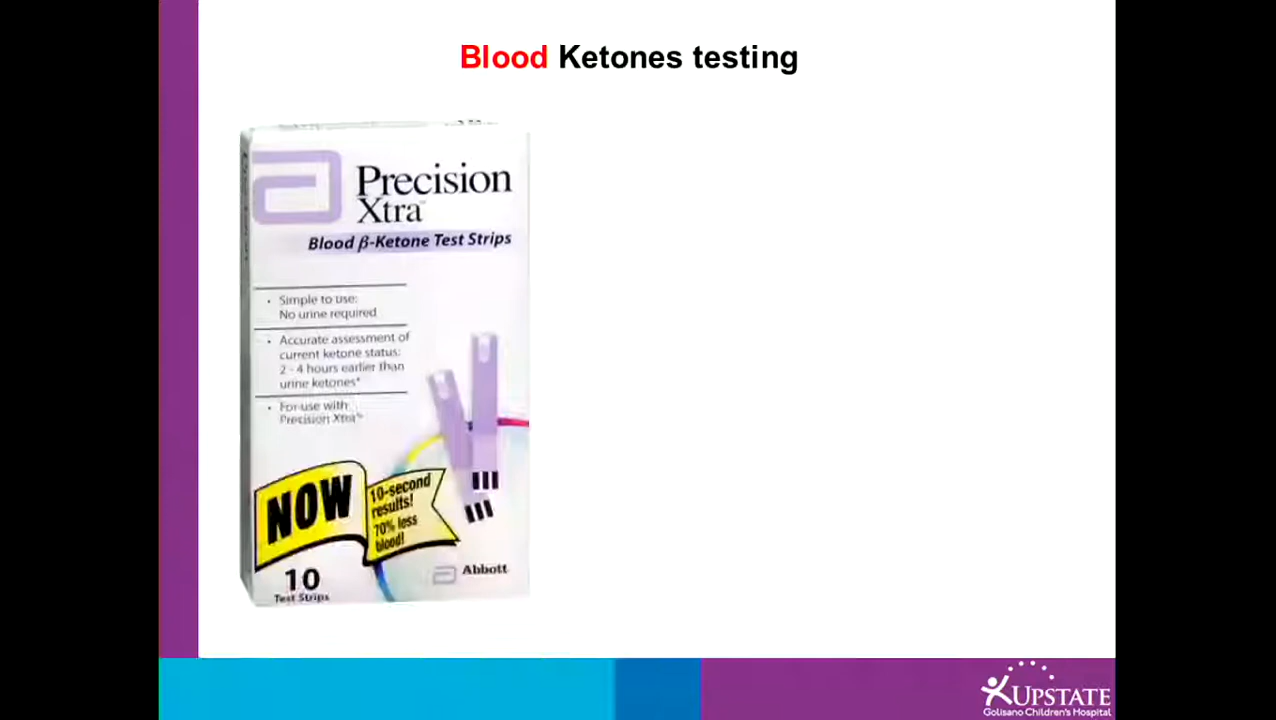 Blood Ketones testing
Precision
Xtra™
Blood β-Ketone Test Strips
• Simple to use:
No urine required
• Accurate assessment of
current ketone status:
2 - 4 hours earlier than
urine ketones*
• For use with
Precision Xtra™
NOW
10-second
results!
70% less
blood!
10
Test Strips
Abbott
UPSTATE
Golisano Children's Hospital